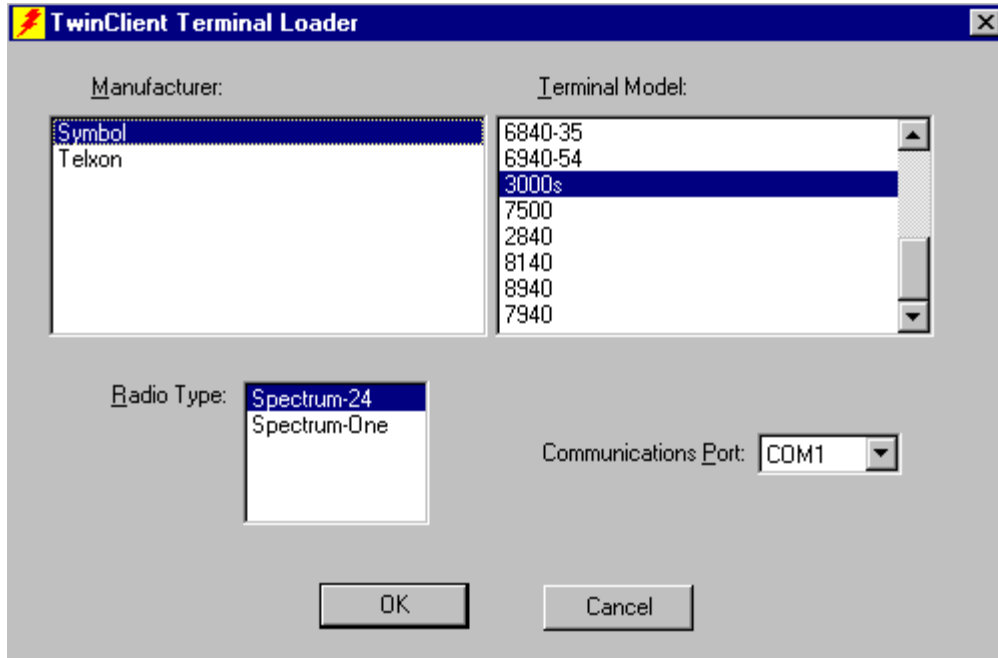 TwinClient Terminal Loader
Manufacturer:
Symbol
Telxon
Terminal Model:
6840-35
6940-54
3000s
7500
2840
8140
8940
7940
Radio Type:
Spectrum-24
Spectrum-One
Communications Port:
COM1
OK
Cancel